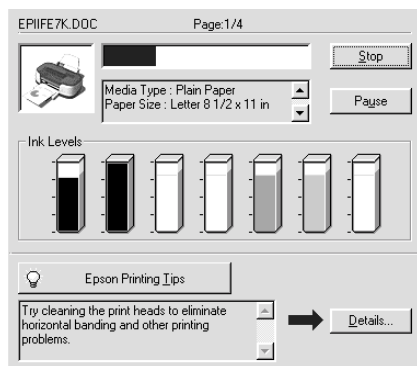 EPIIFE7K.DOC Page:1/4
Stop
Media Type : Plain Paper
Paper Size : Letter 8 1/2 x 11 in
Pause
Ink Levels
Epson Printing Tips
Try cleaning the print heads to eliminate
horizontal banding and other printing
problems.
Details...